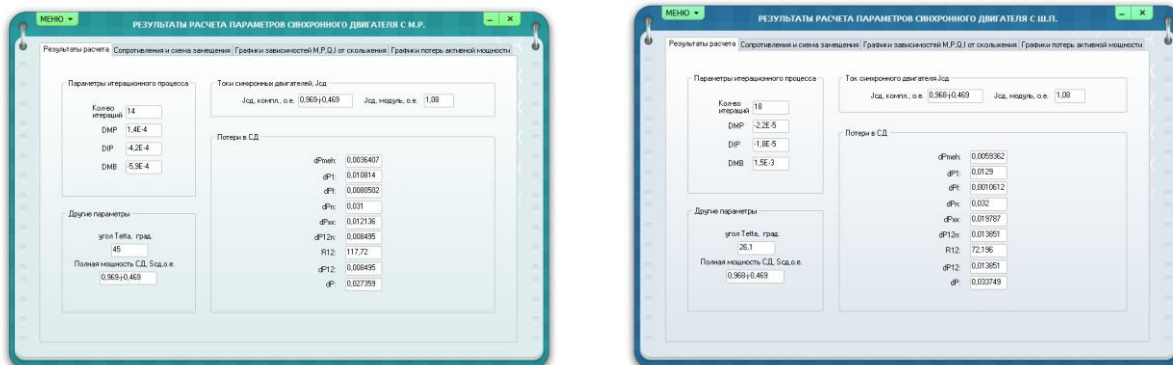 МЕНЮ
РЕЗУЛЬТАТЫ РАСЧЕТА ПАРАМЕТРОВ СИНХРОННОГО ДВИГАТЕЛЯ С М.Р.
Результаты расчета Сопротивления и схема замещения Графики зависимостей M,P,Q,I от скольжения Графики потерь активной мощности
Параметры итерационного процесса
Кол-во итераций 14
DMP 1,4E-4
DIP -4,2E-4
DMB -5,9E-4
Другие параметры
угол Tetta, град.
45
Полная мощность СД, Sсд,о.е.
0,969+j0,469
Токи синхронных двигателей, Jсд
Jсд, компл., о.е. 0,969-j0,469 Jсд, модуль, о.е. 1,08
Потери в СД
dPmeh: 0,0036407
dP1: 0,010814
dPf: 0,0080502
dPn: 0,031
dPxx: 0,012136
dP12n: 0,008495
R12: 117,72
dP12: 0,008495
dP: 0,027359
МЕНЮ
РЕЗУЛЬТАТЫ РАСЧЕТА ПАРАМЕТРОВ СИНХРОННОГО ДВИГАТЕЛЯ С Ш.П.
Результаты расчета Сопротивления и схема замещения Графики зависимостей M,P,Q,I от скольжения Графики потерь активной мощности
Параметры итерационного процесса
Кол-во итераций 18
DMP -2,2E-5
DIP -1,8E-5
DMB 1,5E-3
Другие параметры
угол Tetta, град.
26,1
Полная мощность СД, Sсд,о.е.
0,968+j0,469
Ток синхронного двигателя Jсд
Jсд, компл., о.е. 0,968-j0,469 Jсд, модуль, о.е. 1,08
Потери в СД
dPmeh: 0,0059362
dP1: 0,0129
dPf: 0,0010612
dPn: 0,032
dPxx: 0,019787
dP12n: 0,013851
R12: 72,196
dP12: 0,013851
dP: 0,033749